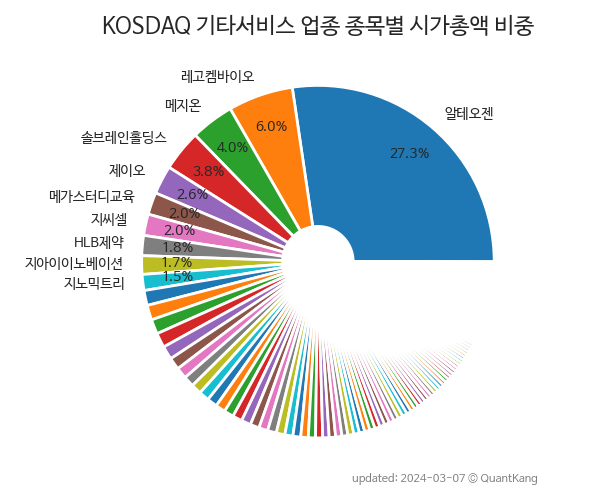 KOSDAQ 기타서비스 업종 종목별 시가총액 비중
알테오젠
27.3%
레고켐바이오
6.0%
메지온
4.0%
솔브레인홀딩스
3.8%
제이오
2.6%
메가스터디교육
2.0%
지씨셀
2.0%
HLB제약
1.8%
지아이이노베이션
1.7%
지노믹트리
1.5%
updated: 2024-03-07 © QuantKang